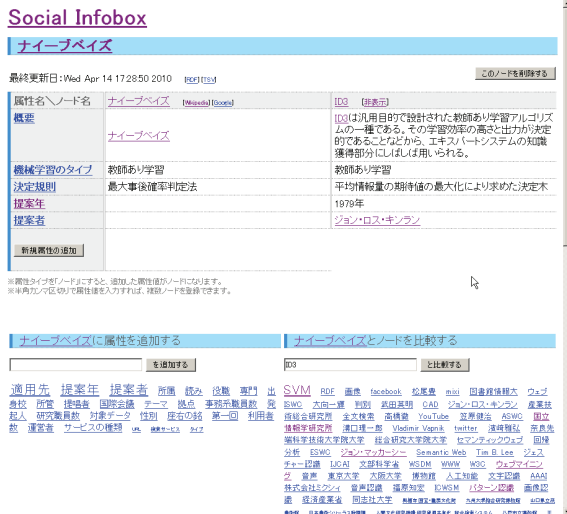 Social Infobox
ナイーブベイズ
最終更新日:Wed Apr 14 17:28:50 2010 [RDF][TSV]
このノードを削除する
属性名＼ノード名 ナイーブベイズ [Wikipedia][Google] ID3 [非表示]
概要 ナイーブベイズ
ID3は汎用目的で設計された教師あり学習アルゴリズ
ムの一種である。その学習効率の高さと出力が決定
的であることなどから、エキスパートシステムの知識
獲得部分にしばしば用いられる。
機械学習のタイプ 教師あり学習 教師あり学習
決定規則 最大事後確率判定法 平均情報量の期待値の最大化により求めた決定木
提案年 1979年
提案者 ジョン・ロス・キンラン
新規属性の追加
※属性タイプを「ノード」にすると、追加した属性値がノードになります。
※半角カンマ区切りで属性値を入力すれば、複数ノードを登録できます。
ナイーブベイズに属性を追加する
を追加する
適用先 提案年 提案者 所属 読み 役職 専門 出
身校 所管 提唱者 国際会議 テーマ 拠点 事務系職員数 発
起人 研究職員数 対象データ 性別 座右の銘 第一回 利用者
数 運営者 サービスの種類 URL 検索サービス タイプ
ナイーブベイズとノードを比較する
ID3 と比較する
SVM RDF 画像 facebook 松尾豊 mixi 図書館情報大 ウェブ
ISWC 大向一輝 判別 武田英明 CAD ジョン・ロス・キンラン 産業技
術総合研究所 全文検索 高橋徹 YouTube 笠原健治 ASWC 国立
情報学研究所 溝口理一郎 Vladimir Vapnik twitter 濱崎雅弘 奈良先
端科学技術大学院大学 総合研究大学院大学 セマンティックウェブ 回帰
分析 ESWC ジョン・マッカーシー Semantic Web Tim B. Lee ジェス
チャー認識 IJCAI 文部科学省 WSDM WWW W3C ウェブマイニン
グ 音声 東京大学 大阪大学 博物館 人工知能 文字認識 AAAI
株式会社ミクシィ 音声認識 福原知宏 ICWSM パターン認識 画像認
識 経済産業省 同志社大学